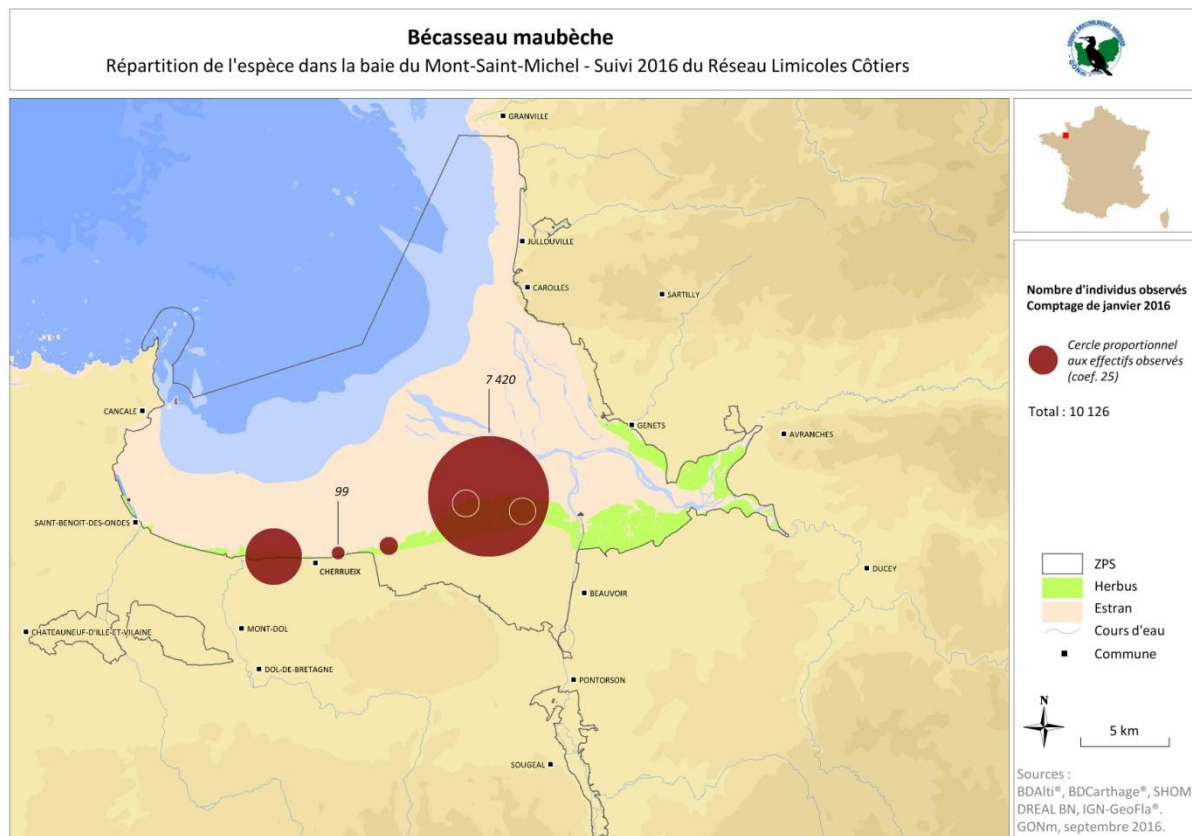 Bécasseau maubèche
Répartition de l'espèce dans la baie du Mont-Saint-Michel - Suivi 2016 du Réseau Limicoles Côtiers
GONm
GRANVILLE
JULLOUVILLE
CAROLLES
SARTILLY
7 420
CANCALE
GENETS
AVRANCHES
99
SAINT-BENOIT-DES-ONDES
CHERRUEIX
DUCEY
BEAUVOIR
CHATEAUNEUF-D'ILLE-ET-VILAINE
MONT-DOL
DOL-DE-BRETAGNE
PONTORSON
SOUGEAL
Nombre d'individus observés
Comptage de janvier 2016
Cercle proportionnel
aux effectifs observés
(coef. 25)
Total : 10 126
ZPS
Herbus
Estran
Cours d'eau
Commune
N
5 km
Sources :
BDAlti®, BDCarthage®, SHOM
DREAL BN, IGN-GeoFla®.
GONm, septembre 2016.